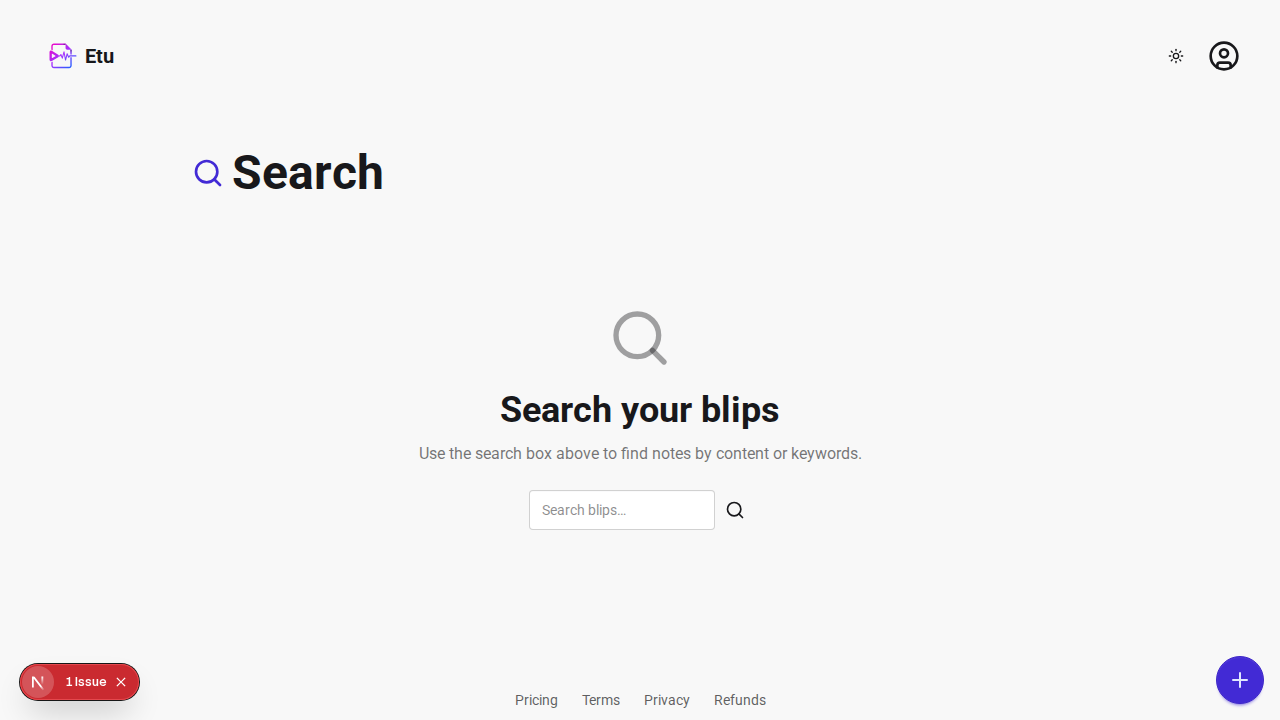 Etu
Search
Search your blips
Use the search box above to find notes by content or keywords.
Search blips...
1 Issue
Pricing Terms Privacy Refunds